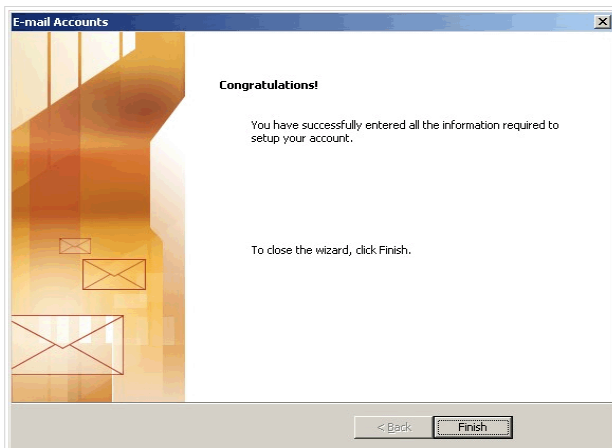 E-mail Accounts
Congratulations!
You have successfully entered all the information required to
setup your account.
To close the wizard, click Finish.
< Back
Finish